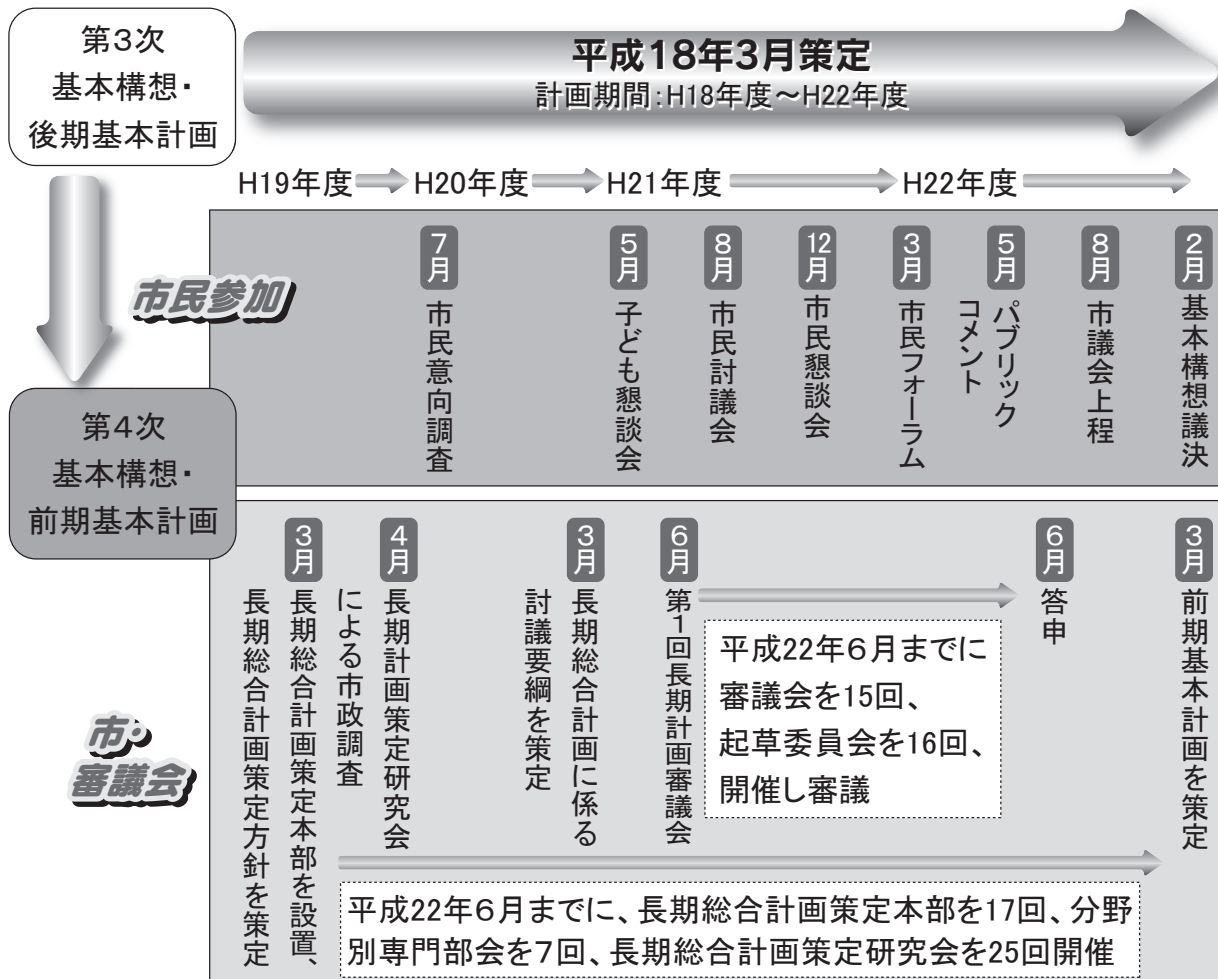 第３次
基本構想・
後期基本計画
平成18年３月策定
計画期間：H18年度～H22年度
H19年度
H20年度
H21年度
H22年度
市民参加
７月
市民意向調査
５月
子ども懇談会
８月
市民討議会
12月
市民懇談会
３月
市民フォーラム
５月
パブリック
コメント
８月
市議会上程
２月
基本構想議決
第４次
基本構想・
前期基本計画
市・
審議会
３月
長期総合計画策定本部を設置、
長期総合計画策定方針を策定
４月
長期計画策定研究会
による市政調査
３月
長期総合計画に係る
討議要綱を策定
６月
第１回長期計画審議会
平成22年６月までに
審議会を15回、
起草委員会を16回、
開催し審議
６月
答申
３月
前期基本計画を策定
平成22年６月までに、長期総合計画策定本部を17回、分野
別専門部会を７回、長期総合計画策定研究会を25回開催